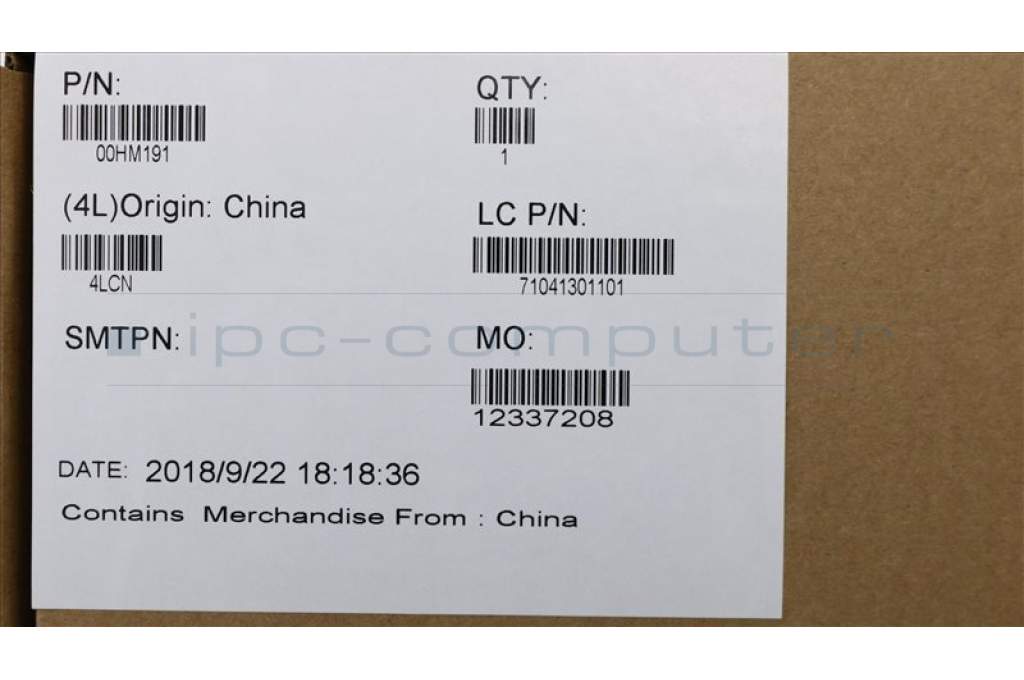 P/N:
00HM191
QTY:
1
(4L)Origin: China
4LCN
LC P/N:
71041301101
SMTPN:
MO:
12337208
ipc-computer
DATE: 2018/9/22 18:18:36
Contains Merchandise From : China